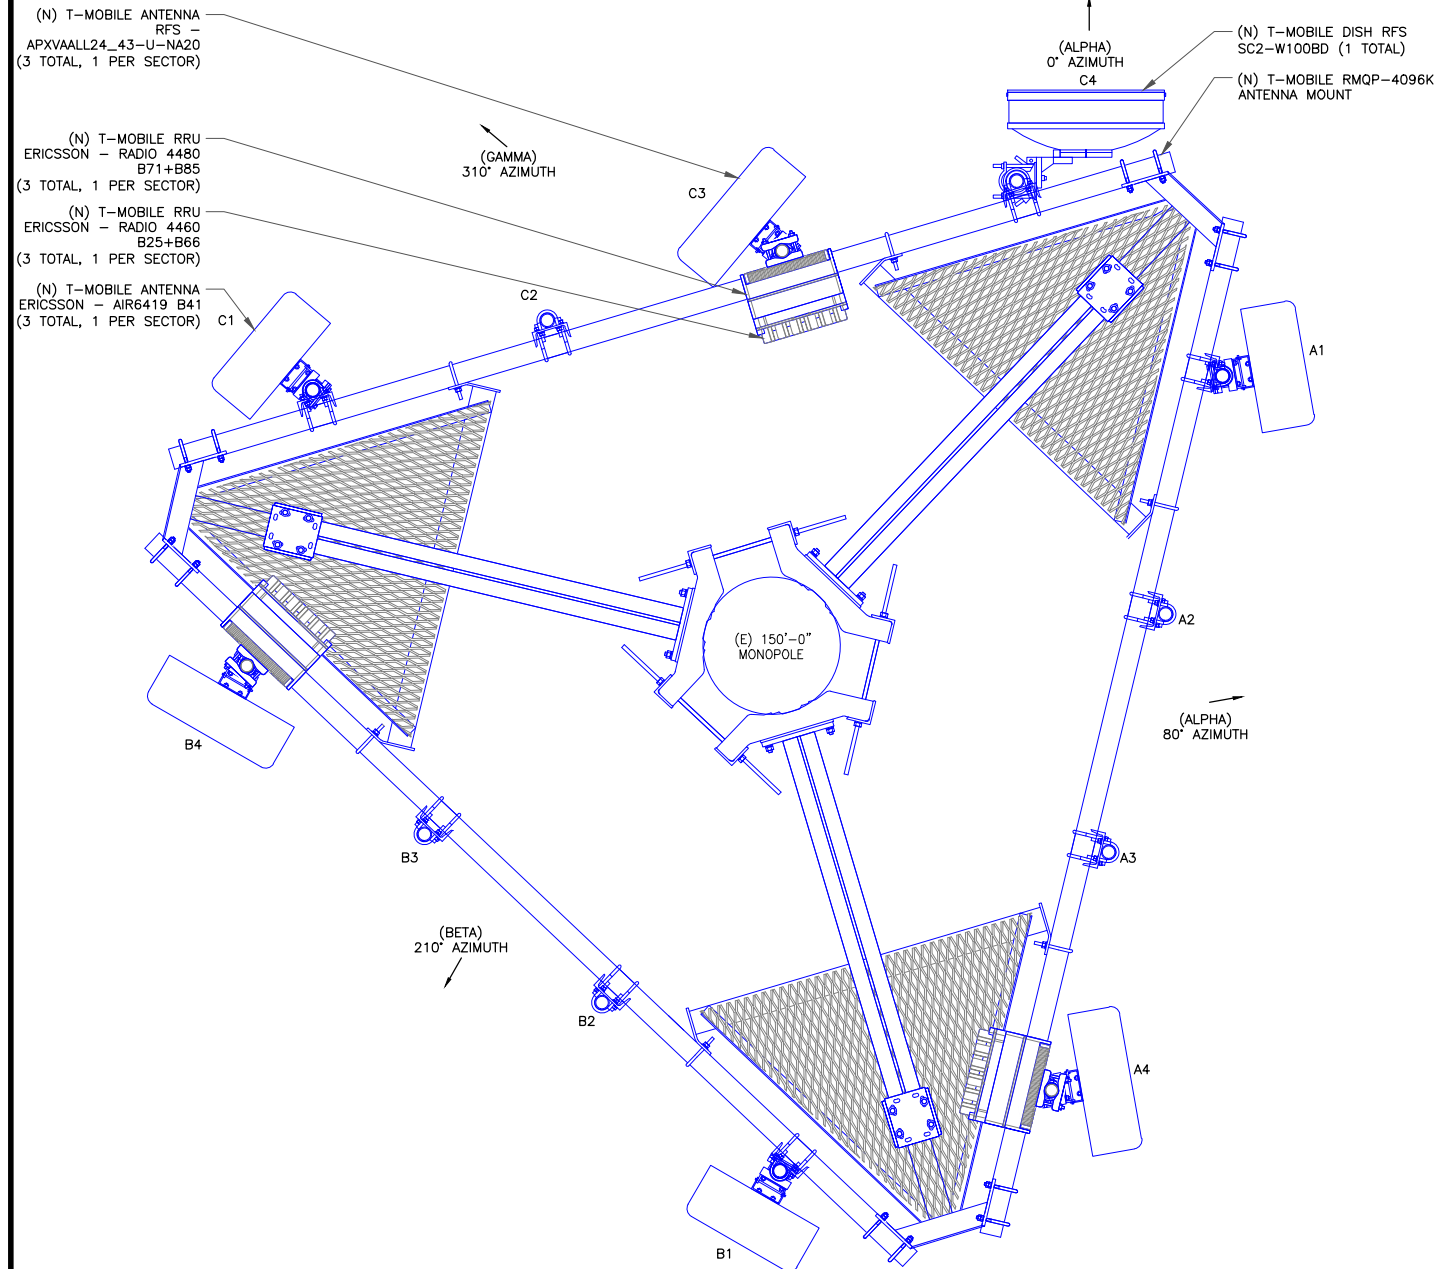 (N) T-MOBILE ANTENNA
RFS -
APXVAALL24_43-U-NA20
(3 TOTAL, 1 PER SECTOR)
(N) T-MOBILE RRU
ERICSSON - RADIO 4480
B71+B85
(3 TOTAL, 1 PER SECTOR)
(N) T-MOBILE RRU
ERICSSON - RADIO 4460
B25+B66
(3 TOTAL, 1 PER SECTOR)
(N) T-MOBILE ANTENNA
ERICSSON - AIR6419 B41
(3 TOTAL, 1 PER SECTOR)
C1
C2
(GAMMA)
310° AZIMUTH
C3
(ALPHA)
0° AZIMUTH
C4
(N) T-MOBILE DISH RFS
SC2-W100BD (1 TOTAL)
(N) T-MOBILE RMQP-4096K
ANTENNA MOUNT
A1
A2
(E) 150'-0"
MONOPOLE
(ALPHA)
80° AZIMUTH
A3
A4
B4
B3
(BETA)
210° AZIMUTH
B2
B1